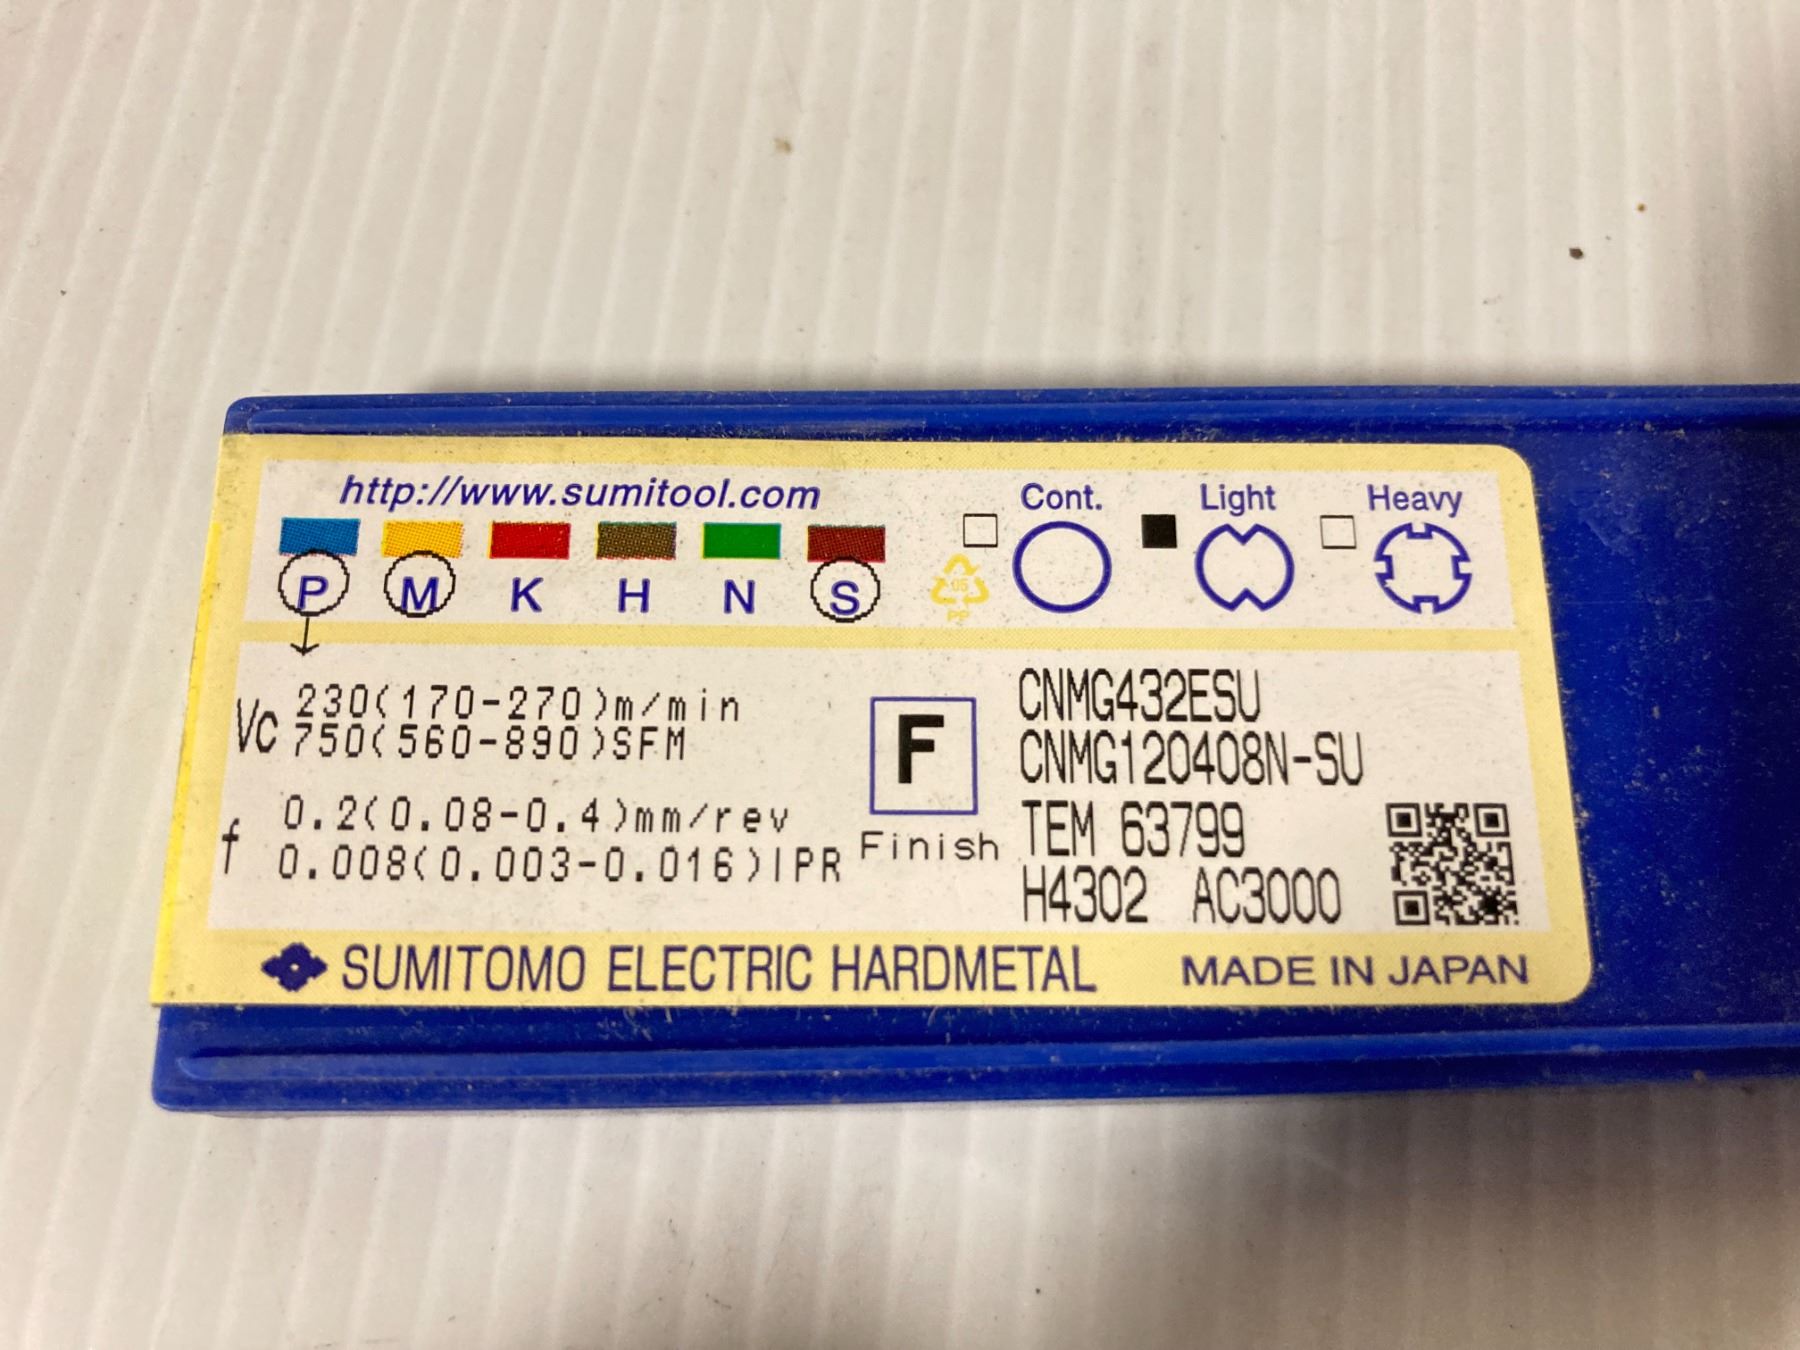 http://www.sumitool.com
P M K H N S
Cont. Light Heavy
05
PP
Vc 230(170-270)m/min
750(560-890)SFM
f 0.2(0.08-0.4)mm/rev
0.008(0.003-0.016)IPR
F
Finish
CNMG432ESU
CNMG120408N-SU
TEM 63799
H4302 AC3000
SUMITOMO ELECTRIC HARDMETAL MADE IN JAPAN